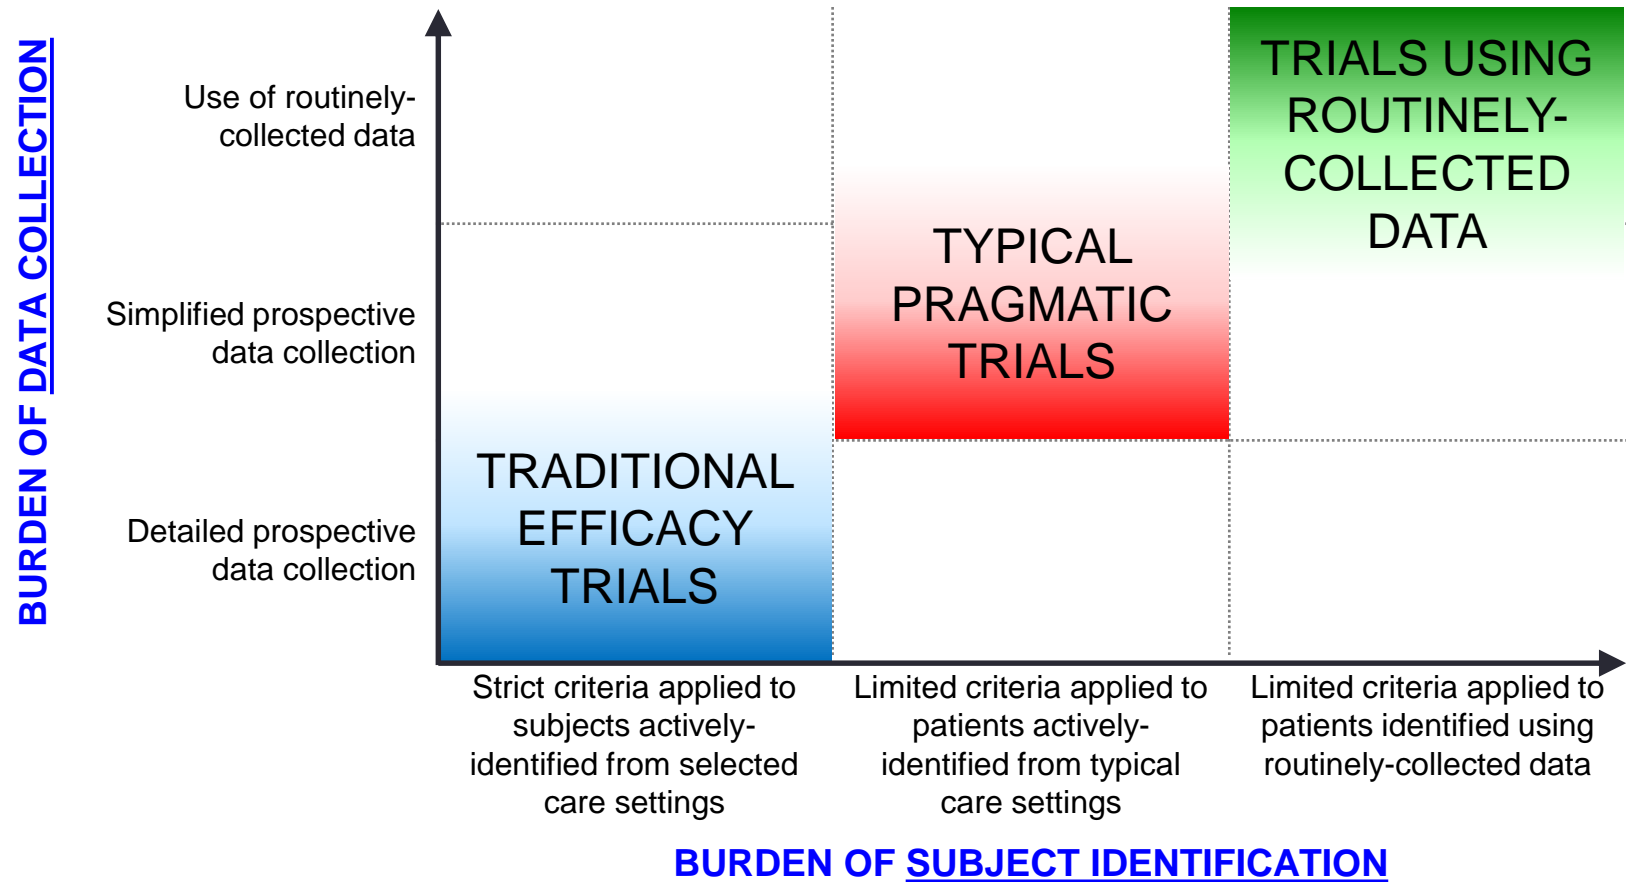 BURDEN OF DATA COLLECTION
Use of routinely-
collected data
Simplified prospective
data collection
Detailed prospective
data collection
TRIALS USING
ROUTINELY-
COLLECTED
DATA
TYPICAL
PRAGMATIC
TRIALS
TRADITIONAL
EFFICACY
TRIALS
Strict criteria applied to
subjects actively-
identified from selected
care settings
Limited criteria applied to
patients actively-
identified from typical
care settings
Limited criteria applied to
patients identified using
routinely-collected data
BURDEN OF SUBJECT IDENTIFICATION